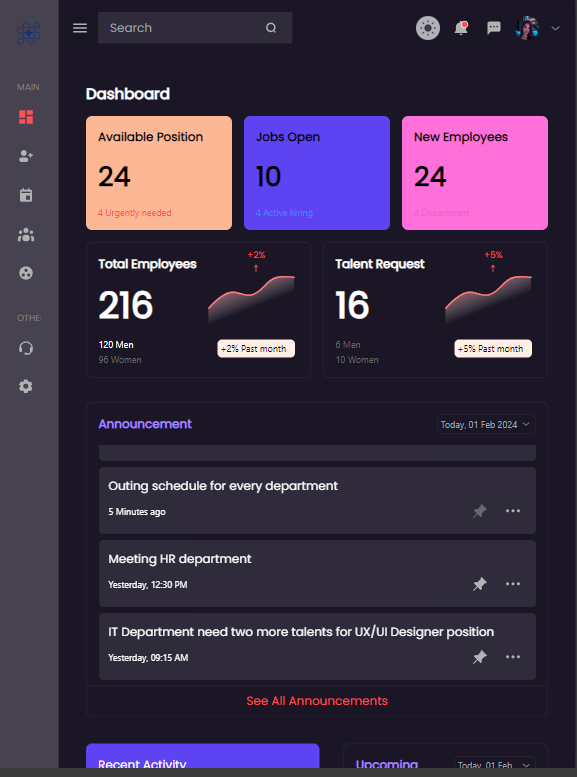 Search
MAIN
OTHE
Dashboard
Available Position
24
4 Urgently needed
Jobs Open
10
4 Active hiring
New Employees
24
4 Department
Total Employees
216
120 Men
96 Women
+2%
↑
+2% Past month
Talent Request
16
6 Men
10 Women
+5%
↑
+5% Past month
Announcement
Today, 01 Feb 2024
Outing schedule for every department
5 Minutes ago
Meeting HR department
Yesterday, 12:30 PM
IT Department need two more talents for UX/UI Designer position
Yesterday, 09:15 AM
See All Announcements
Recent Activity
Upcoming
Today, 01 Feb